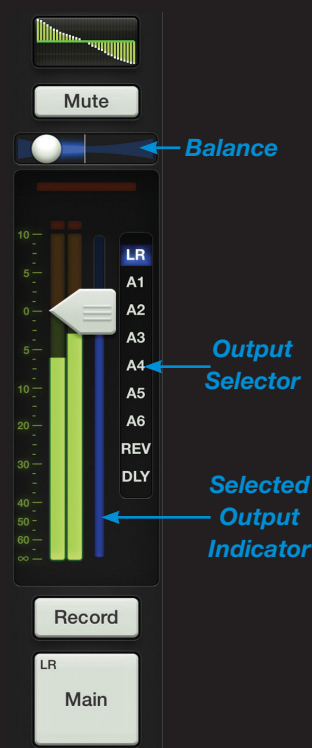 Mute
Balance
10
5
0
5
10
20
30
40
50
60
∞
LR
A1
A2
A3
A4
A5
A6
REV
DLY
Output
Selector
Selected
Output
Indicator
Record
LR
Main